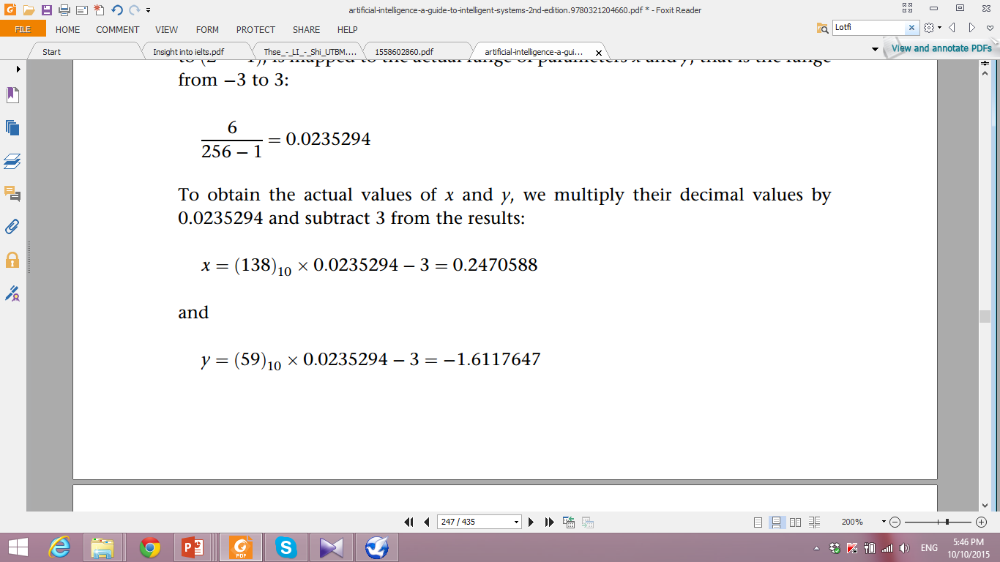 artificial-intelligence-a-guide-to-intelligent-systems-2nd-edition.9780321204660.pdf * - Foxit Reader
FILE HOME COMMENT VIEW FORM PROTECT SHARE HELP
Lotfi
Start Insight into ielts.pdf Thse_-_LI_-_Shi_UTBM.... 1558602860.pdf artificial-intelligence-a-gui...
View and annotate PDFs
from −3 to 3:
6
256 − 1
= 0.0235294
To obtain the actual values of x and y, we multiply their decimal values by
0.0235294 and subtract 3 from the results:
x = (138)₁₀ × 0.0235294 − 3 = 0.2470588
and
y = (59)₁₀ × 0.0235294 − 3 = −1.6117647
247 / 435
200%
PDF
ENG
5:46 PM
10/10/2015